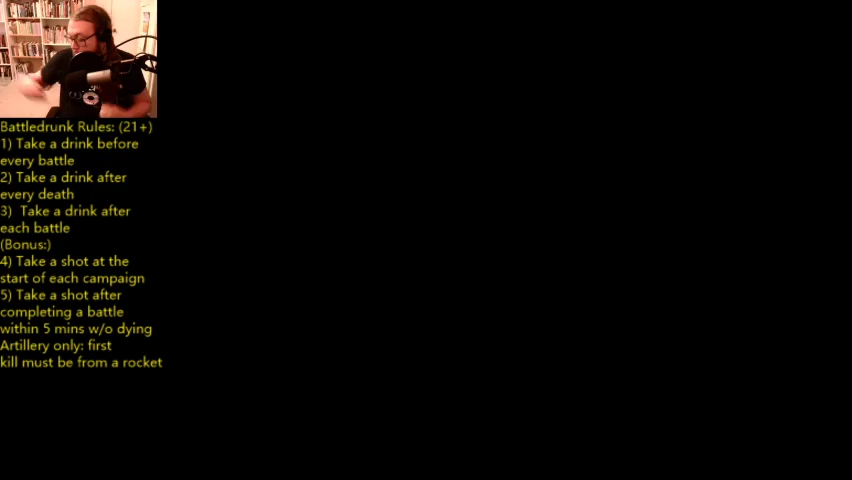 Battledrunk Rules: (21+)
1) Take a drink before
every battle
2) Take a drink after
every death
3)  Take a drink after
each battle
(Bonus:)
4) Take a shot at the
start of each campaign
5) Take a shot after
completing a battle
within 5 mins w/o dying
Artillery only: first
kill must be from a rocket